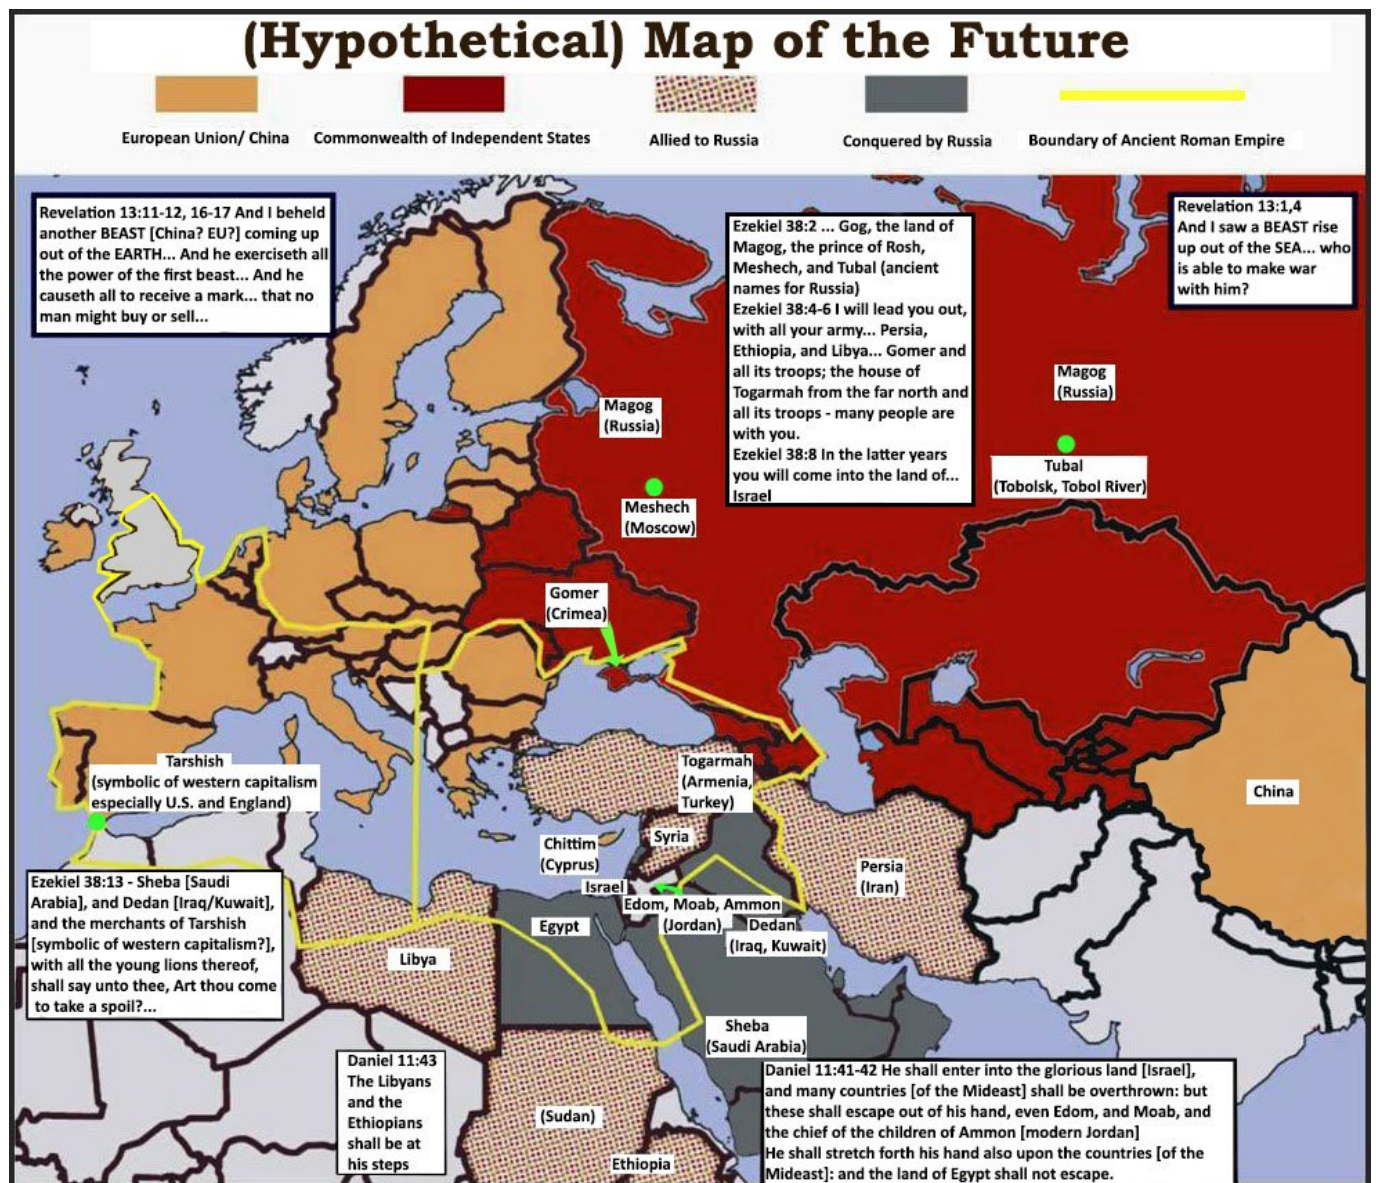 (Hypothetical) Map of the Future
European Union/ China
Commonwealth of Independent States
Allied to Russia
Conquered by Russia
Boundary of Ancient Roman Empire
Revelation 13:11-12, 16-17 And I beheld
another BEAST [China? EU?] coming up
out of the EARTH... And he exerciseth all
the power of the first beast... And he
causeth all to receive a mark... that no
man might buy or sell...
Ezekiel 38:2 ... Gog, the land of
Magog, the prince of Rosh,
Meshech, and Tubal (ancient
names for Russia)
Ezekiel 38:4-6 I will lead you out,
with all your army... Persia,
Ethiopia, and Libya... Gomer and
all its troops; the house of
Togarmah from the far north and
all its troops - many people are
with you.
Ezekiel 38:8 In the latter years
you will come into the land of...
Israel
Revelation 13:1,4
And I saw a BEAST rise
up out of the SEA... who
is able to make war
with him?
Magog
(Russia)
Magog
(Russia)
Tubal
(Tobolsk, Tobol River)
Meshech
(Moscow)
Gomer
(Crimea)
Tarshish
(symbolic of western capitalism
especially U.S. and England)
Togarmah
(Armenia,
Turkey)
China
Syria
Chittim
(Cyprus)
Persia
(Iran)
Israel
Edom, Moab, Ammon
(Jordan)
Dedan
(Iraq, Kuwait)
Egypt
Libya
Ezekiel 38:13 - Sheba [Saudi
Arabia], and Dedan [Iraq/Kuwait],
and the merchants of Tarshish
[symbolic of western capitalism?],
with all the young lions thereof,
shall say unto thee, Art thou come
to take a spoil?...
Sheba
(Saudi Arabia)
Daniel 11:43
The Libyans
and the
Ethiopians
shall be at
his steps
(Sudan)
Ethiopia
Daniel 11:41-42 He shall enter into the glorious land [Israel],
and many countries [of the Mideast] shall be overthrown: but
these shall escape out of his hand, even Edom, and Moab, and
the chief of the children of Ammon [modern Jordan]
He shall stretch forth his hand also upon the countries [of the
Mideast]: and the land of Egypt shall not escape.